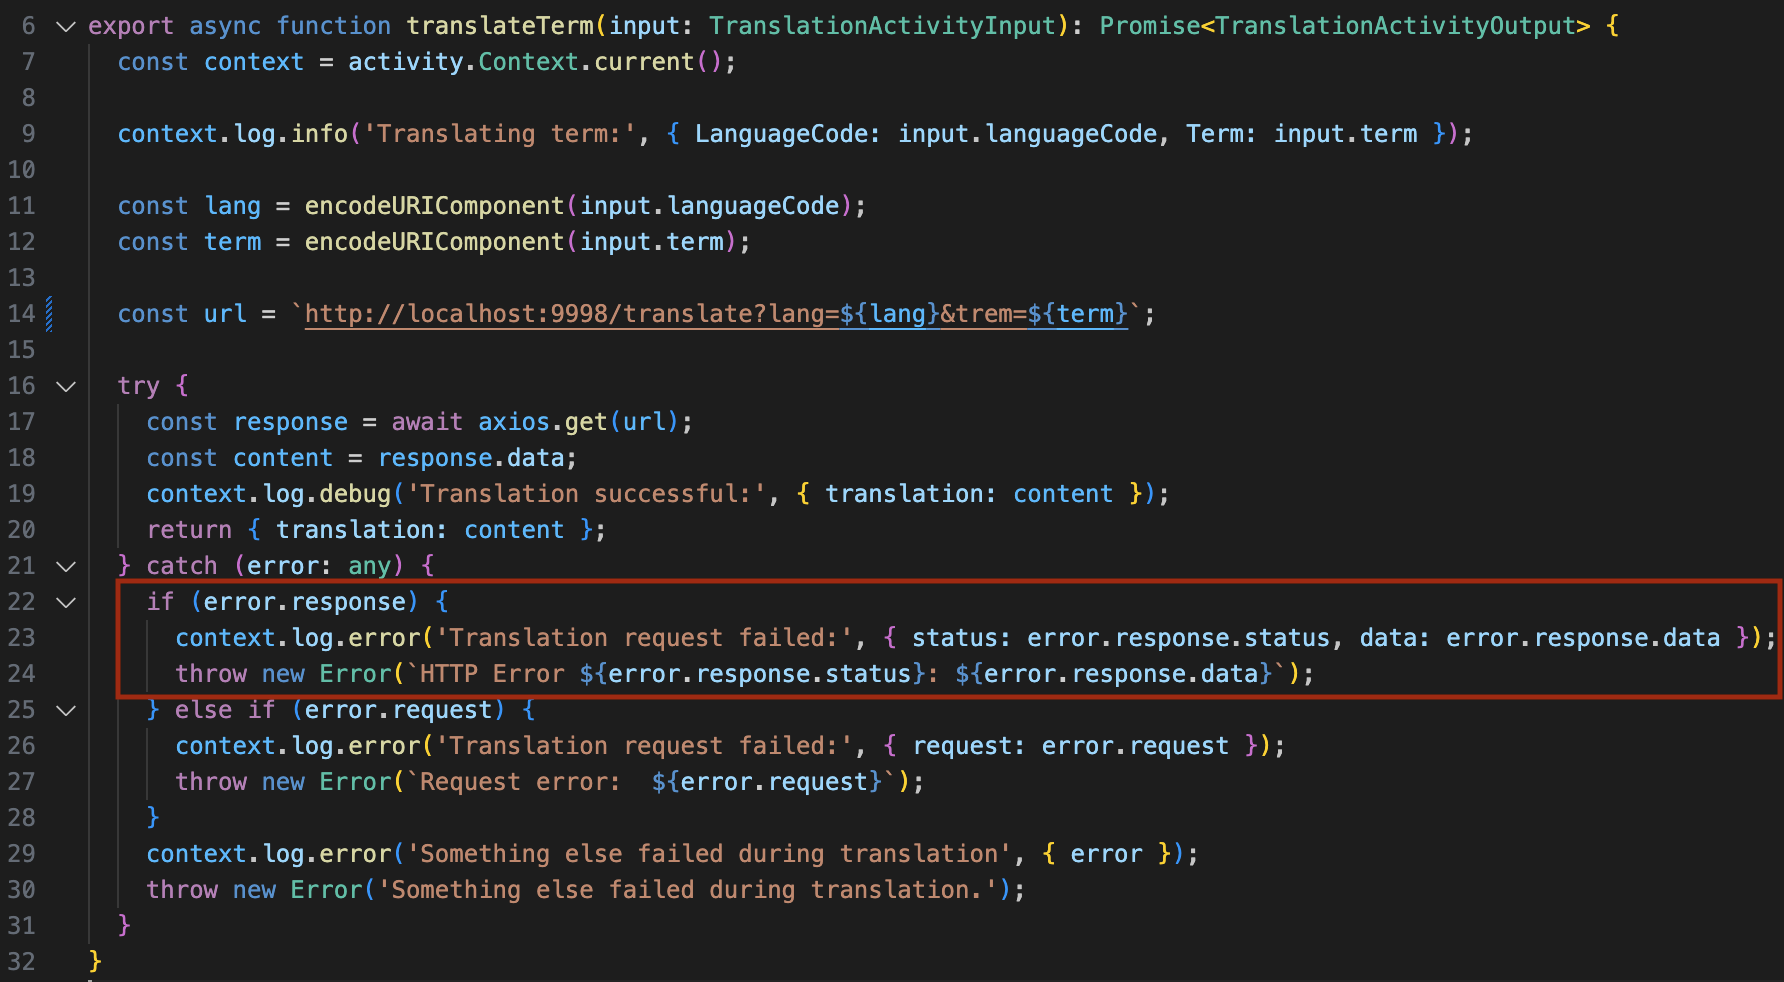 6 export async function translateTerm(input: TranslationActivityInput): Promise<TranslationActivityOutput> {
7 const context = activity.Context.current();
8
9 context.log.info('Translating term:', { LanguageCode: input.languageCode, Term: input.term });
10
11 const lang = encodeURIComponent(input.languageCode);
12 const term = encodeURIComponent(input.term);
13
14 const url = `http://localhost:9998/translate?lang=${lang}&trem=${term}`;
15
16 try {
17 const response = await axios.get(url);
18 const content = response.data;
19 context.log.debug('Translation successful:', { translation: content });
20 return { translation: content };
21 } catch (error: any) {
22 if (error.response) {
23 context.log.error('Translation request failed:', { status: error.response.status, data: error.response.data });
24 throw new Error(`HTTP Error ${error.response.status}: ${error.response.data}`);
25 } else if (error.request) {
26 context.log.error('Translation request failed:', { request: error.request });
27 throw new Error(`Request error:  ${error.request}`);
28 }
29 context.log.error('Something else failed during translation', { error });
30 throw new Error('Something else failed during translation.');
31 }
32 }